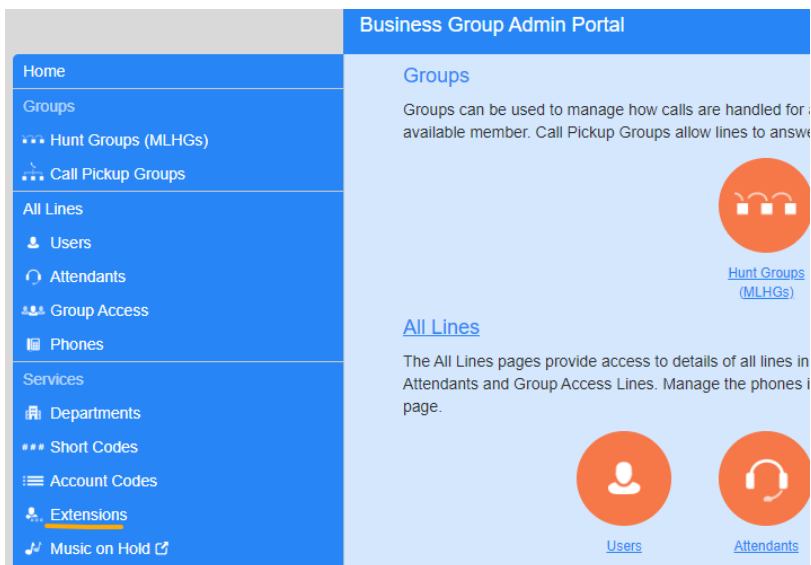 Business Group Admin Portal
Home
Groups
Hunt Groups (MLHGs)
Call Pickup Groups
All Lines
Users
Attendants
Group Access
Phones
Services
Departments
### Short Codes
Account Codes
Extensions
Music on Hold
Groups
Groups can be used to manage how calls are handled for
available member. Call Pickup Groups allow lines to
Hunt Groups
(MLHGs)
All Lines
The All Lines pages provide access to details of all lines in
Attendants and Group Access Lines. Manage the phones
page.
Users
Attendants